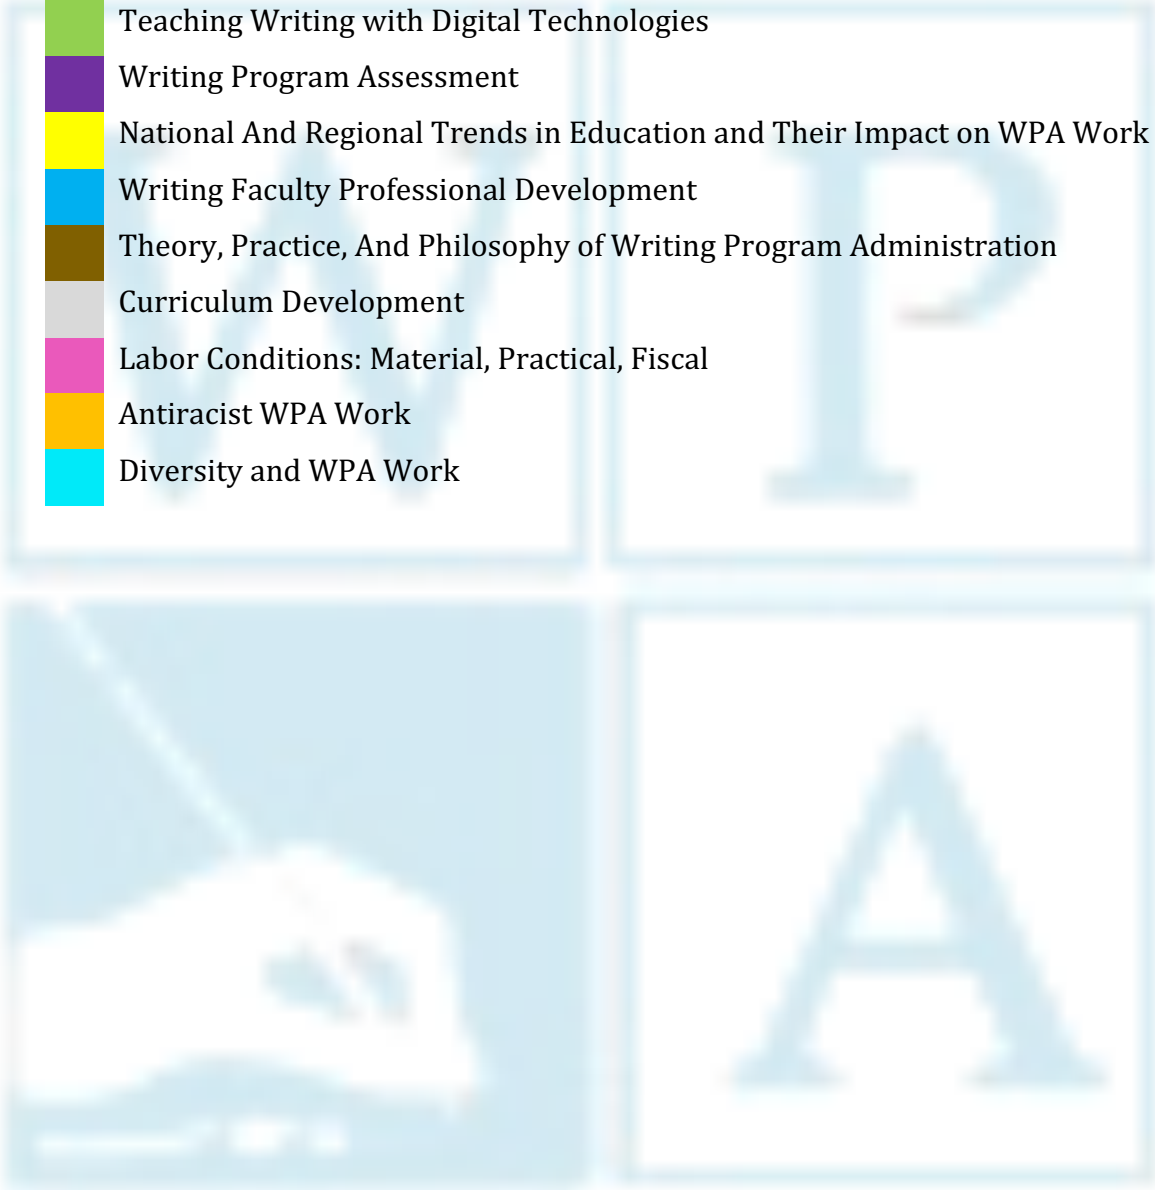 Teaching Writing with Digital Technologies
Writing Program Assessment
National And Regional Trends in Education and Their Impact on WPA Work
Writing Faculty Professional Development
Theory, Practice, And Philosophy of Writing Program Administration
Curriculum Development
Labor Conditions: Material, Practical, Fiscal
Antiracist WPA Work
Diversity and WPA Work
W P
A